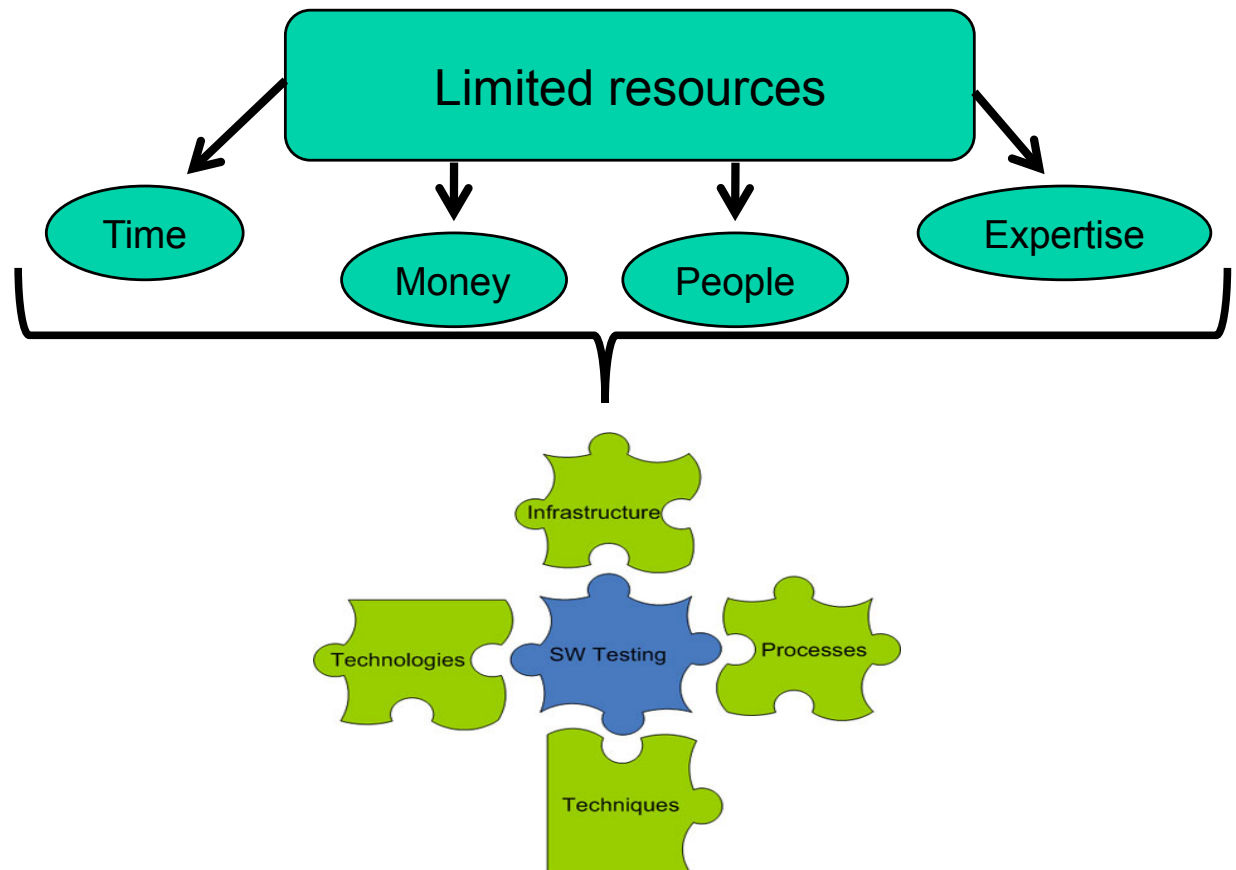 Limited resources
Time
Money
People
Expertise
Infrastructure
Technologies
SW Testing
Processes
Techniques